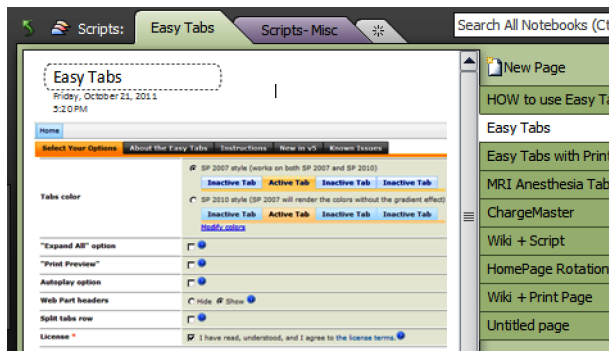 Scripts:
Easy Tabs
Scripts- Misc
Search All Notebooks (Ct
Easy Tabs
Friday, October 21, 2011
5:20 PM
New Page
HOW to use Easy Ta
Easy Tabs
Easy Tabs with Print
MRI Anesthesia Tab
ChargeMaster
Wiki + Script
HomePage Rotation
Wiki + Print Page
Untitled page
Home
Select Your Options About the Easy Tabs Instructions New in v5 Known Issues
Tabs color
SP 2007 style (works on both SP 2007 and SP 2010)
Inactive Tab Active Tab Inactive Tab Inactive Tab
SP 2010 style (SP 2007 will render the colors without the gradient effect)
Inactive Tab Active Tab Inactive Tab Inactive Tab
Modify colors
"Expand All" option
"Print Preview"
Autoplay option
Web Part headers Hide Show
Split tabs row
License * I have read, understood, and I agree to the license terms.